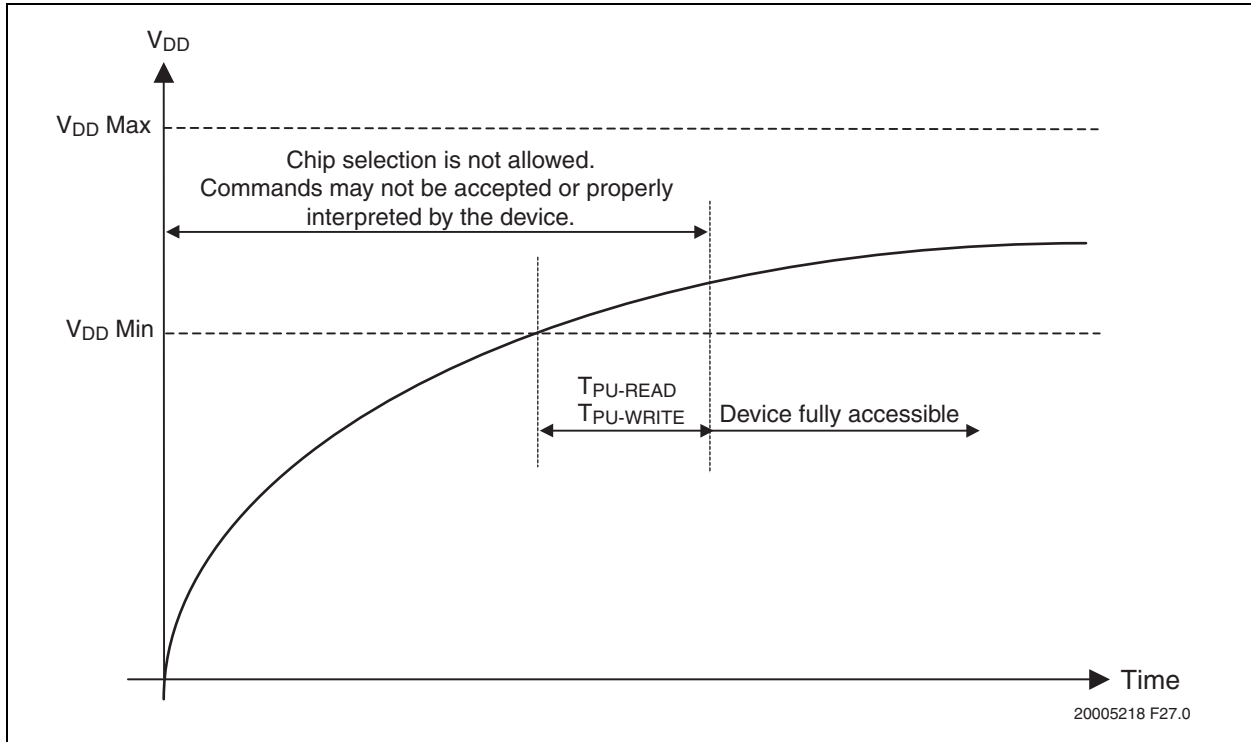 VDD
VDD Max
Chip selection is not allowed.
Commands may not be accepted or properly
interpreted by the device.
VDD Min
TPU-READ
TPU-WRITE
Device fully accessible
Time
20005218 F27.0